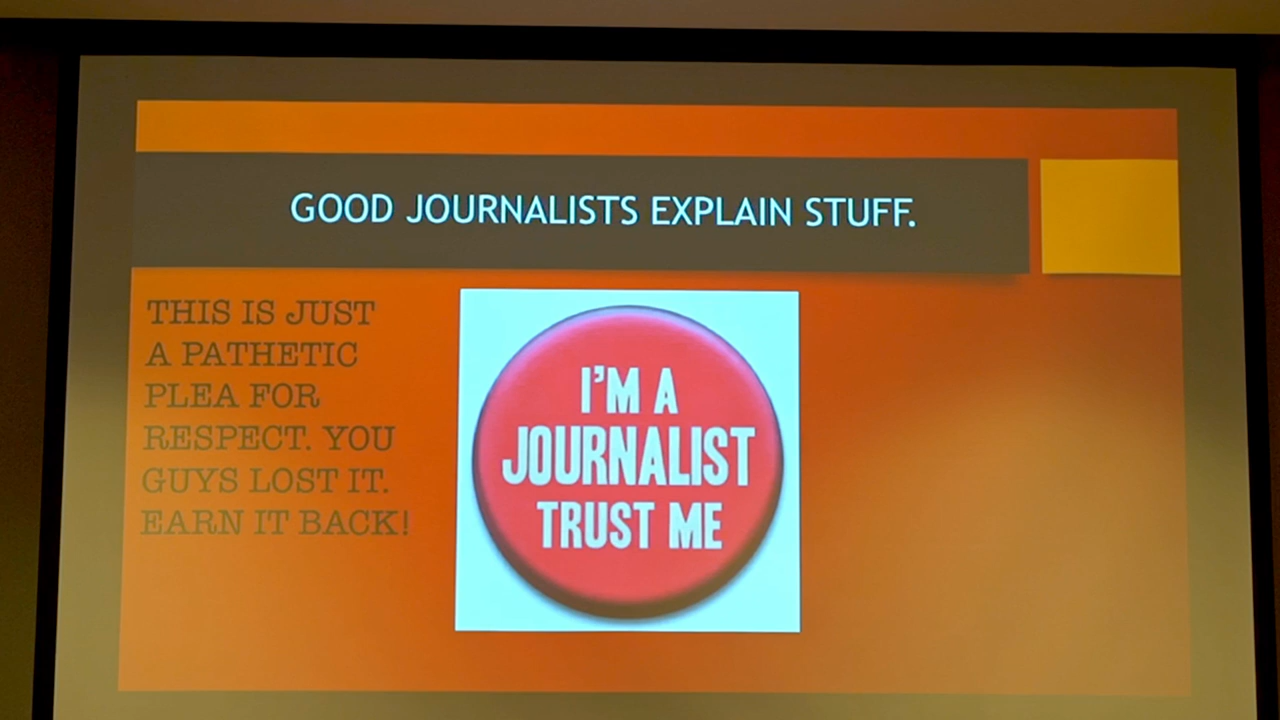 GOOD JOURNALISTS EXPLAIN STUFF.
THIS IS JUST
A PATHETIC
PLEA FOR
RESPECT. YOU
GUYS LOST IT.
EARN IT BACK!
I'M A
JOURNALIST
TRUST ME